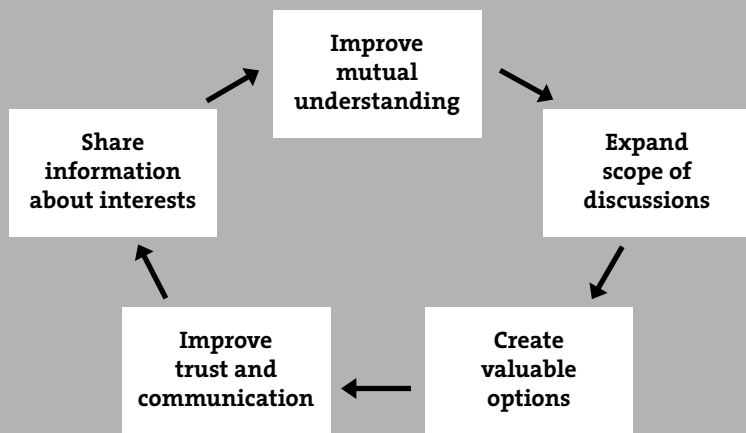 Improve
mutual
understanding
Expand
scope of
discussions
Create
valuable
options
Improve
trust and
communication
Share
information
about interests